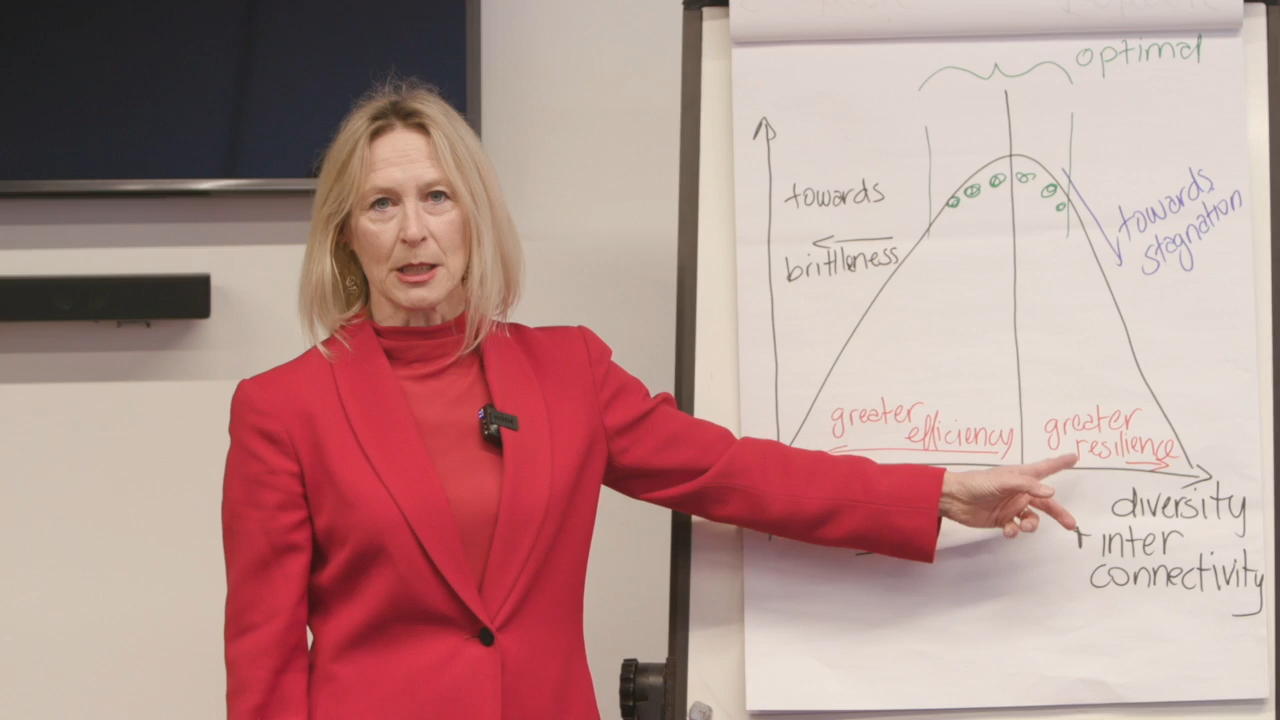 optimal
towards
brittleness
towards
stagnation
greater
efficiency
greater
resilience
diversity
+ inter
connectivity